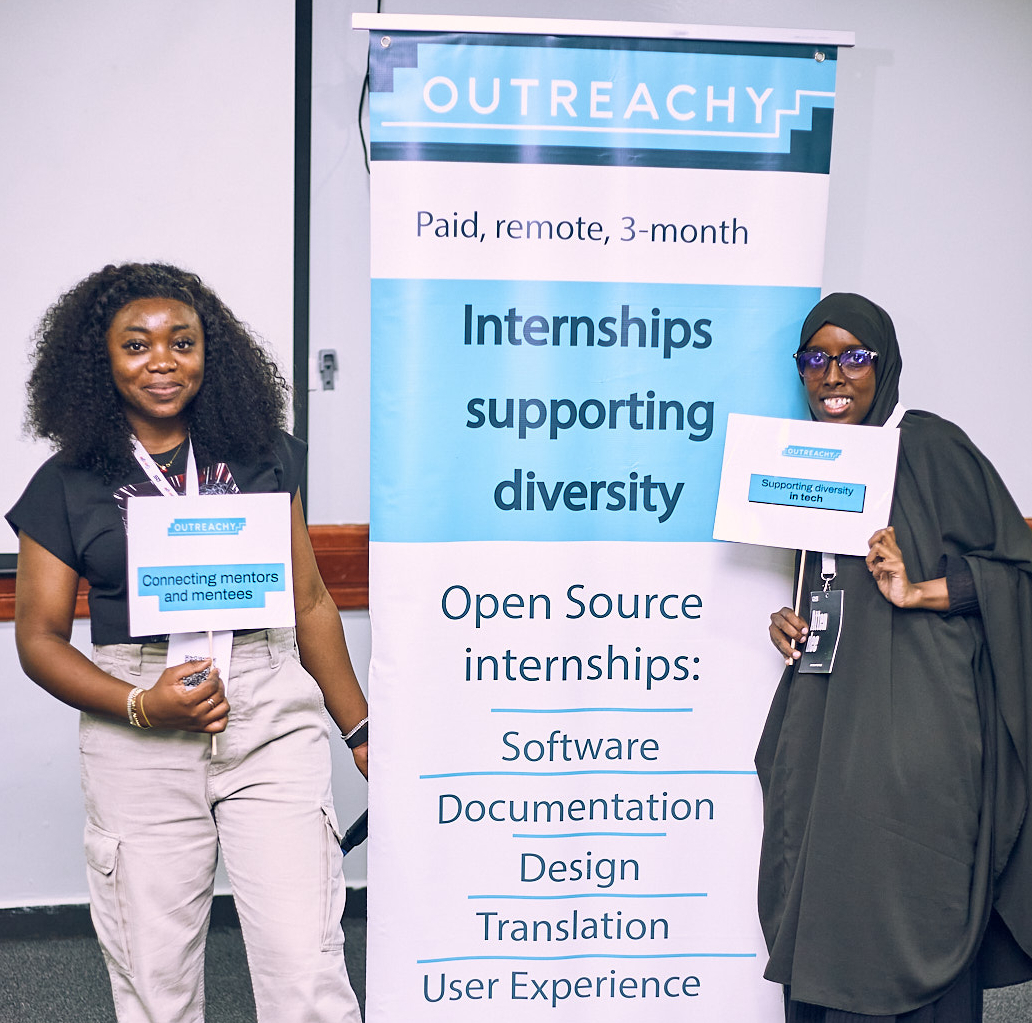 OUTREACHY
Paid, remote, 3-month
Internships
supporting
diversity
Open Source
internships:
Software
Documentation
Design
Translation
User Experience
OUTREACHY
Connecting mentors
and mentees
OUTREACHY
Supporting diversity
in tech